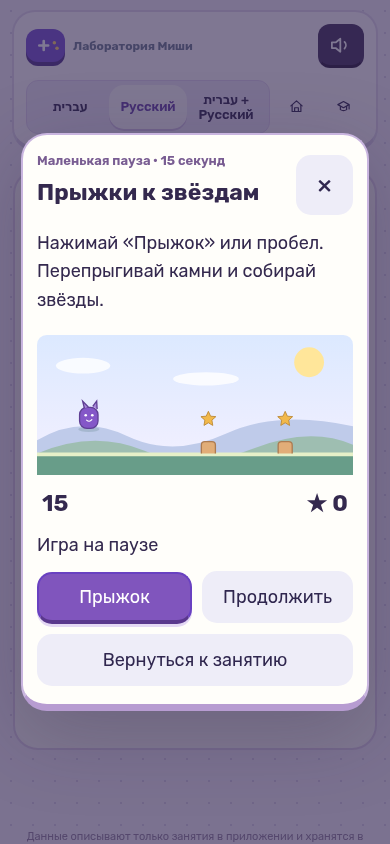 Лаборатория Миши
עברית
Русский
עברית +
Русский
Маленькая пауза • 15 секунд
Прыжки к звёздам
×
Нажимай «Прыжок» или пробел.
Перепрыгивай камни и собирай
звёзды.
15
★ 0
Игра на паузе
Прыжок
Продолжить
Вернуться к занятию
Данные описывают только занятия в приложении и хранятся в